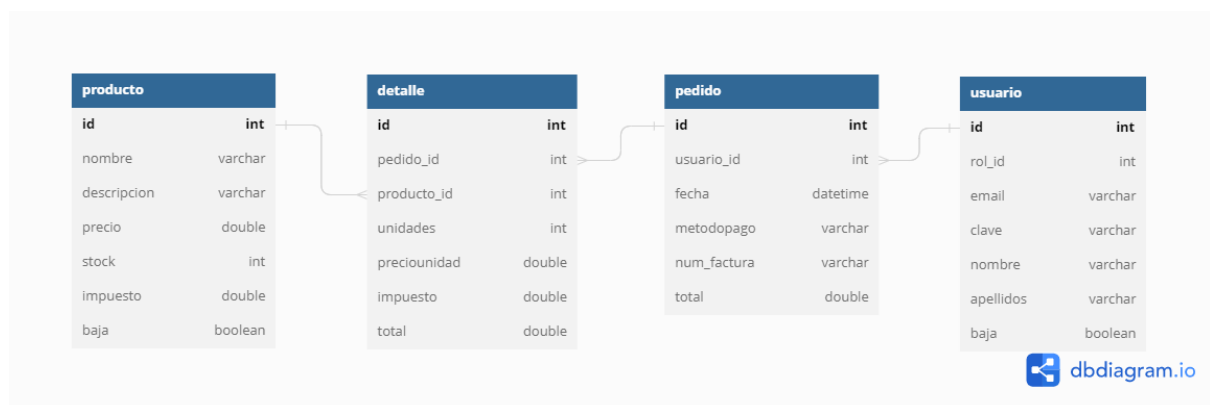 producto
id int
nombre varchar
descripcion varchar
precio double
stock int
impuesto double
baja boolean
detalle
id int
pedido_id int
producto_id int
unidades int
preciounidad double
impuesto double
total double
pedido
id int
usuario_id int
fecha datetime
metodopago varchar
num_factura varchar
total double
usuario
id int
rol_id int
email varchar
clave varchar
nombre varchar
apellidos varchar
baja boolean
dbdiagram.io